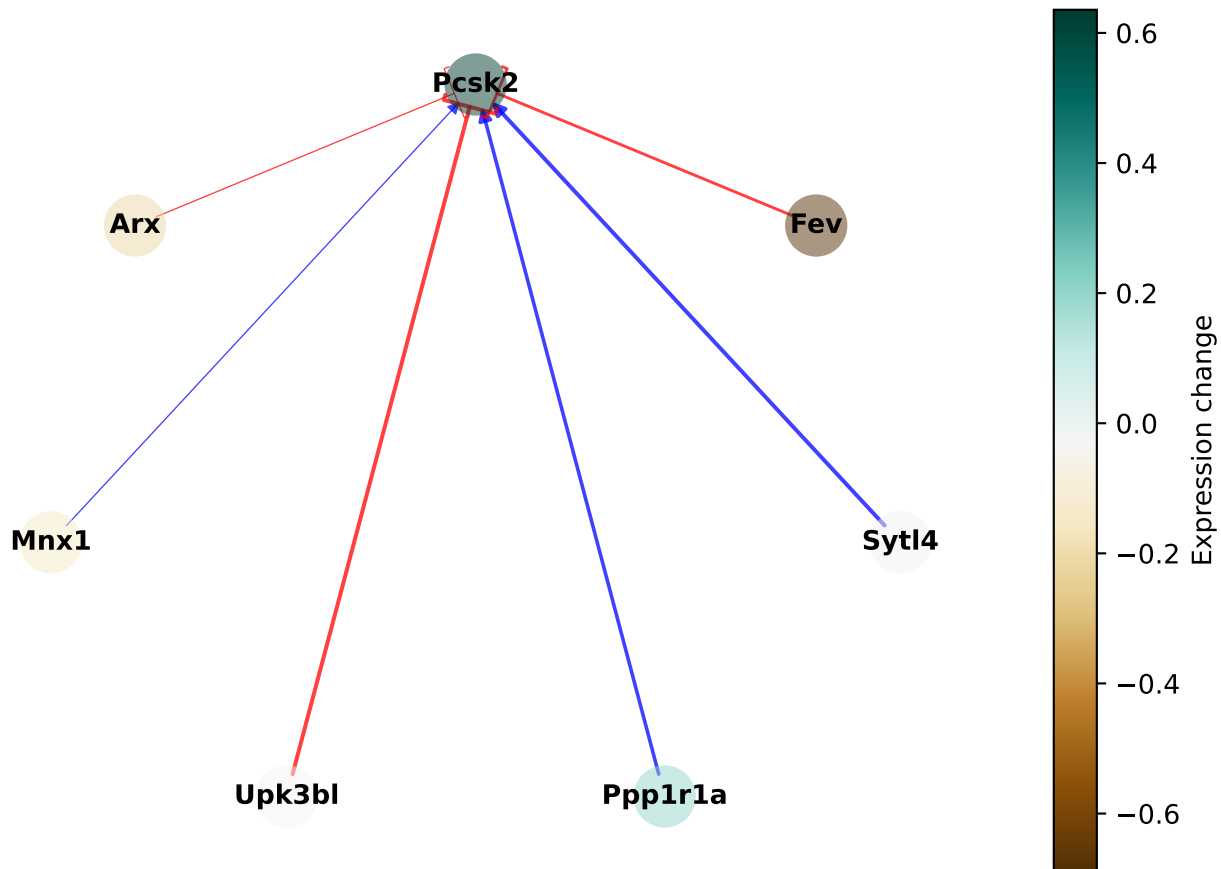 Pcsk2
Arx
Fev
Mnx1
Sytl4
Upk3bl
Ppp1r1a
0.6
0.4
0.2
0.0
−0.2
−0.4
−0.6
Expression change